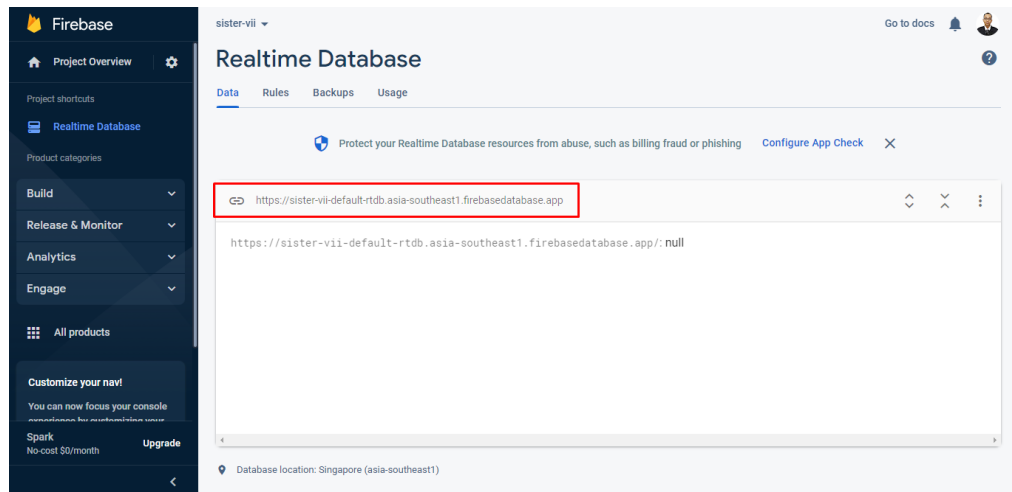 Firebase
Project Overview
Project shortcuts
Realtime Database
Product categories
Build
Release & Monitor
Analytics
Engage
All products
Customize your nav!
You can now focus your console
experience by customizing your
Spark
No-cost $0/month
Upgrade
sister-vii
Go to docs
Realtime Database
Data Rules Backups Usage
Protect your Realtime Database resources from abuse, such as billing fraud or phishing Configure App Check
https://sister-vii-default-rtdb.asia-southeast1.firebasedatabase.app
https://sister-vii-default-rtdb.asia-southeast1.firebasedatabase.app/: null
Database location: Singapore (asia-southeast1)